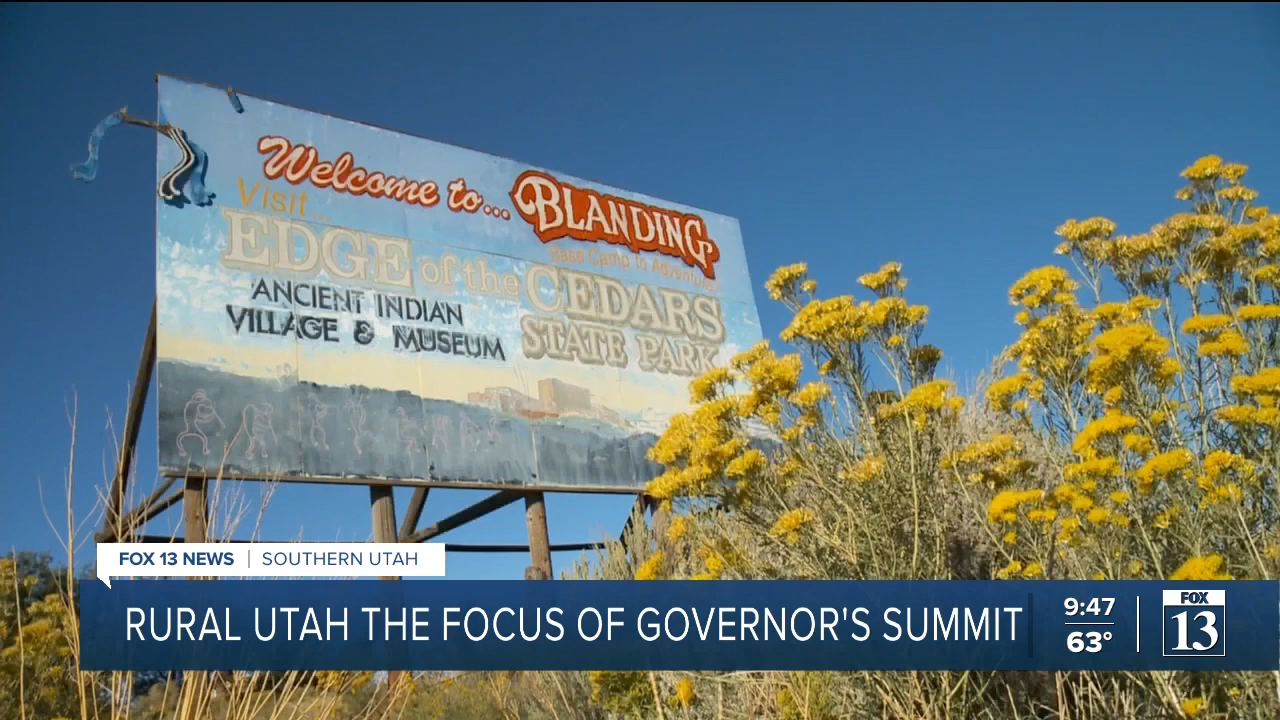 Welcome to... BLANDING
Visit...
Base Camp to Adventure
EDGE of the CEDARS
STATE PARK
ANCIENT INDIAN
VILLAGE & MUSEUM
FOX 13 NEWS | SOUTHERN UTAH
RURAL UTAH THE FOCUS OF GOVERNOR'S SUMMIT
9:47
63°
FOX
13